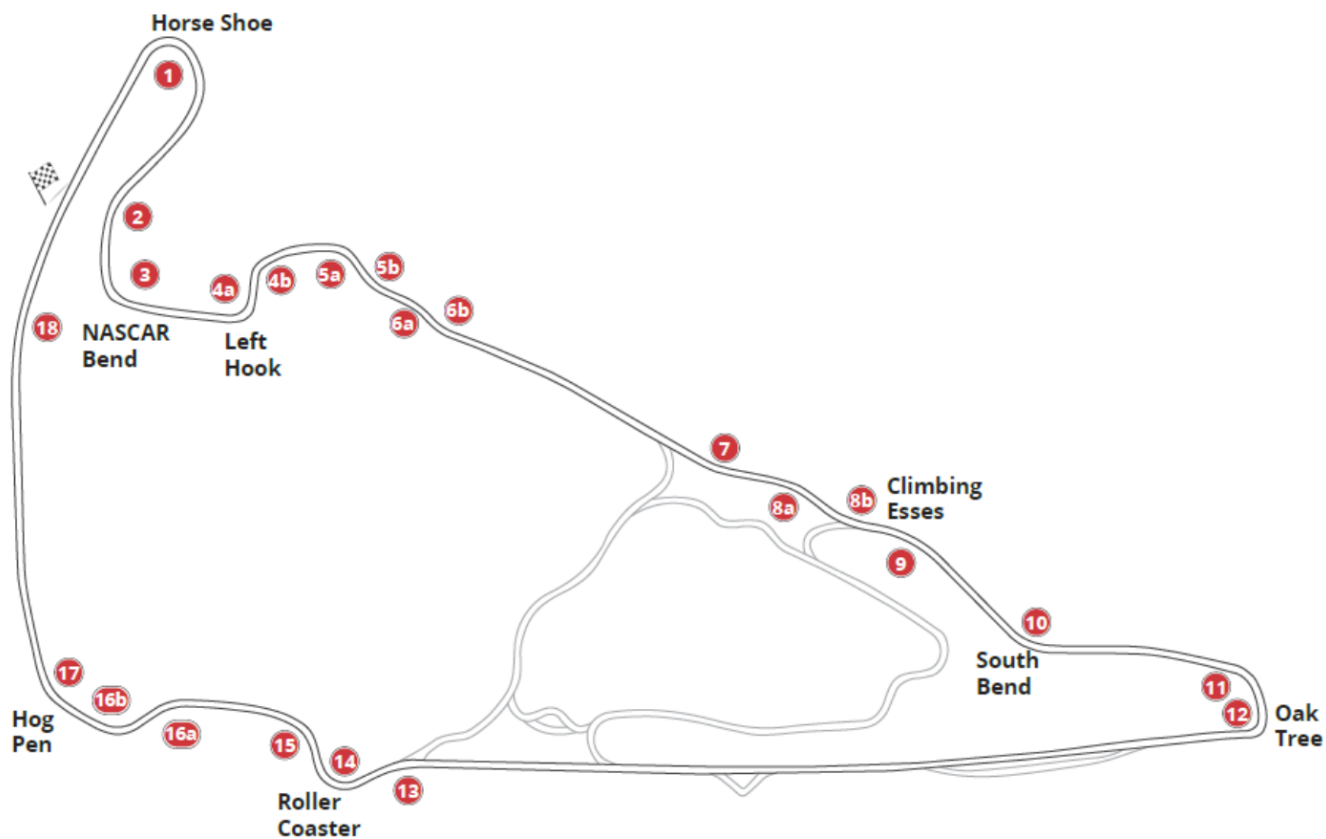 Horse Shoe
1
2
3
4a
4b
5a
5b
6a
6b
18
NASCAR
Bend
Left
Hook
7
8a
8b
Climbing
Esses
9
10
South
Bend
11
12
Oak
Tree
17
16b
16a
Hog
Pen
15
14
13
Roller
Coaster